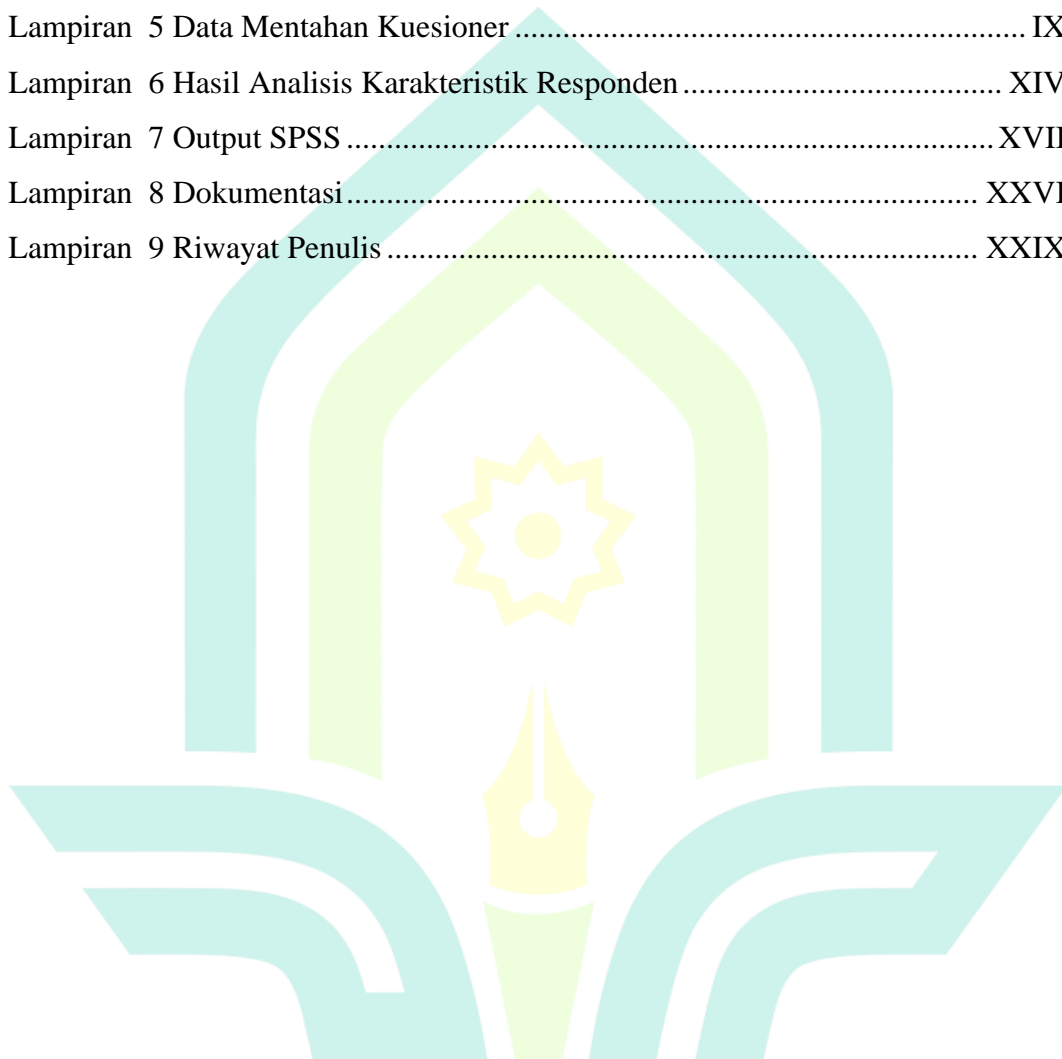 Lampiran 5 Data Mentahan Kuesioner ................................................................. IX
Lampiran 6 Hasil Analisis Karakteristik Responden ........................................ XIV
Lampiran 7 Output SPSS .................................................................................. XVII
Lampiran 8 Dokumentasi ................................................................................ XXVI
Lampiran 9 Riwayat Penulis ........................................................................... XXIX